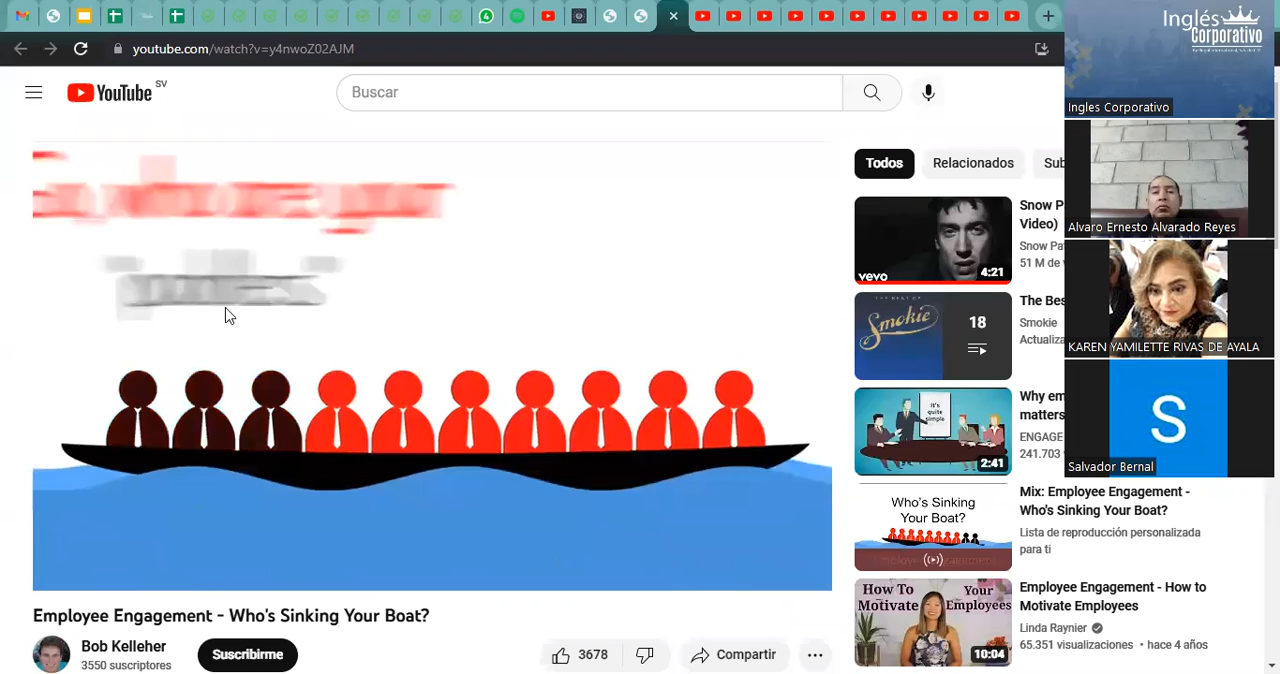 youtube.com/watch?v=y4nwoZ02AJM
YouTube SV
Buscar
Todos
Relacionados
Sub
Snow P
Video)
Snow Pa
51 M de
vevo
4:21
THE BEST OF
Smokie
18
The Bes
Smokie
Actualiza
It's
quite
simple
2:41
Why em
matters
ENGAGE
241.703 v
Who's Sinking
Your Boat?
Mix: Employee Engagement -
Who's Sinking Your Boat?
Lista de reproducción personalizada
para ti
How To
Motivate
Your
Employees
10:04
Employee Engagement - How to
Motivate Employees
Linda Raynier
65.351 visualizaciones • hace 4 años
Employee Engagement - Who's Sinking Your Boat?
Bob Kelleher
3550 suscriptores
Suscribirme
3678
Compartir
Inglés
Corporativo
Ingles Corporativo
Alvaro Ernesto Alvarado Reyes
KAREN YAMILETTE RIVAS DE AYALA
S
Salvador Bernal
4